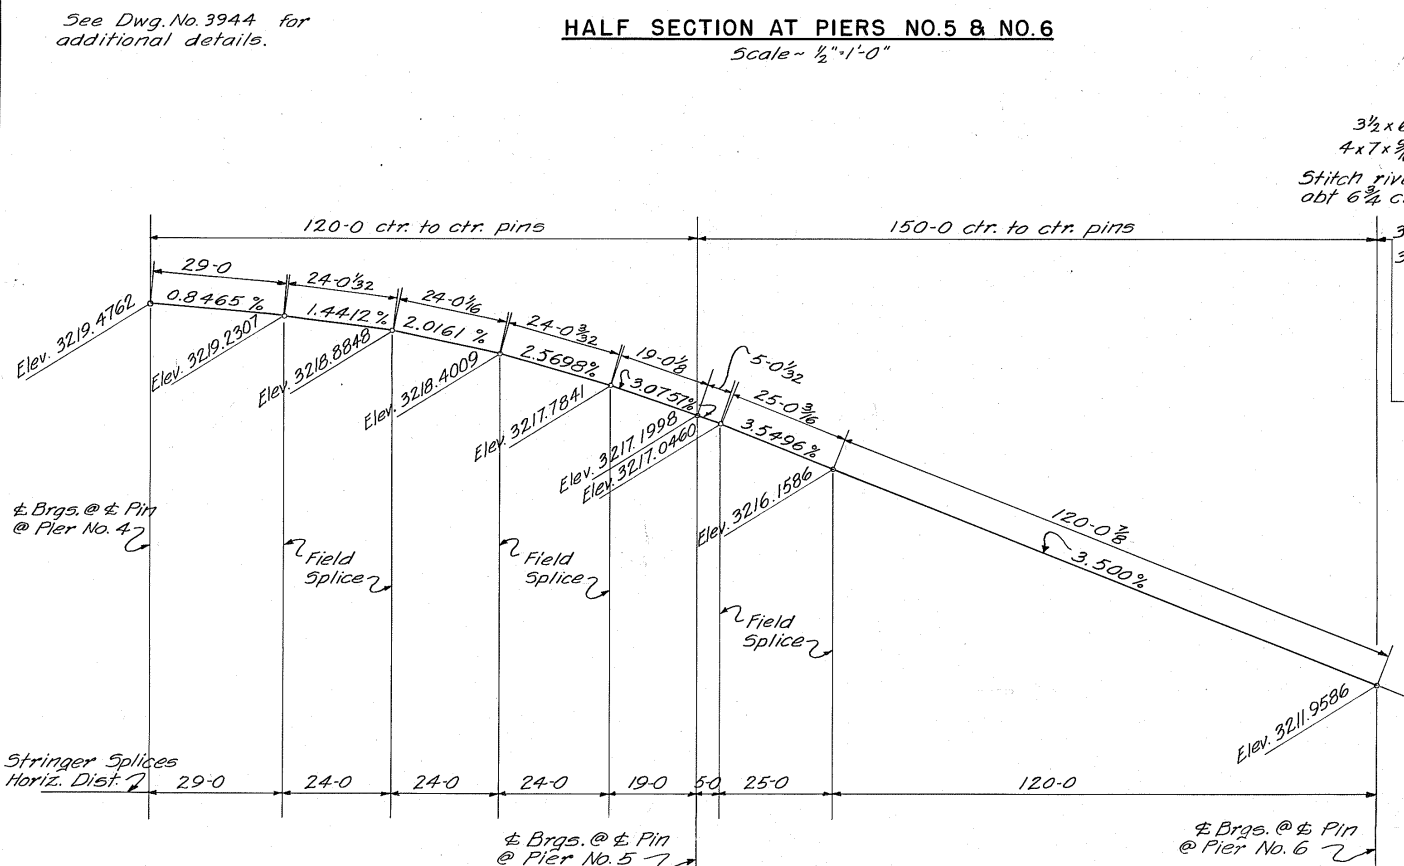 See Dwg. No. 3944 for
additional details.
HALF SECTION AT PIERS NO.5 & NO.6
Scale ~ ½"=1'-0"
3½ x 6
4 x 7 x
Stitch
abt 6¾ c
120-0 ctr. to ctr. pins
150-0 ctr. to ctr. pins
3
3
29-0
24-0 1/32
24-0 1/16
24-0 3/32
19-0 1/8
5-0 1/32
25-0 3/16
120-0 7/8
0.8465 %
1.4412 %
2.0161 %
2.5698 %
3.0757 %
3.5496 %
3.500 %
Elev. 3219.4762
Elev. 3219.2307
Elev. 3218.8848
Elev. 3218.4009
Elev. 3217.7841
Elev. 3217.1998
Elev. 3217.0460
Elev. 3216.1586
Elev. 3211.9586
℄ Brgs. @ ℄ Pin
@ Pier No. 4
Field
Splice
Field
Splice
Field
Splice
Stringer Splices
Horiz. Dist.
29-0
24-0
24-0
24-0
19-0
5-0
25-0
120-0
℄ Brgs. @ ℄ Pin
@ Pier No. 5
℄ Brgs. @ ℄ Pin
@ Pier No. 6